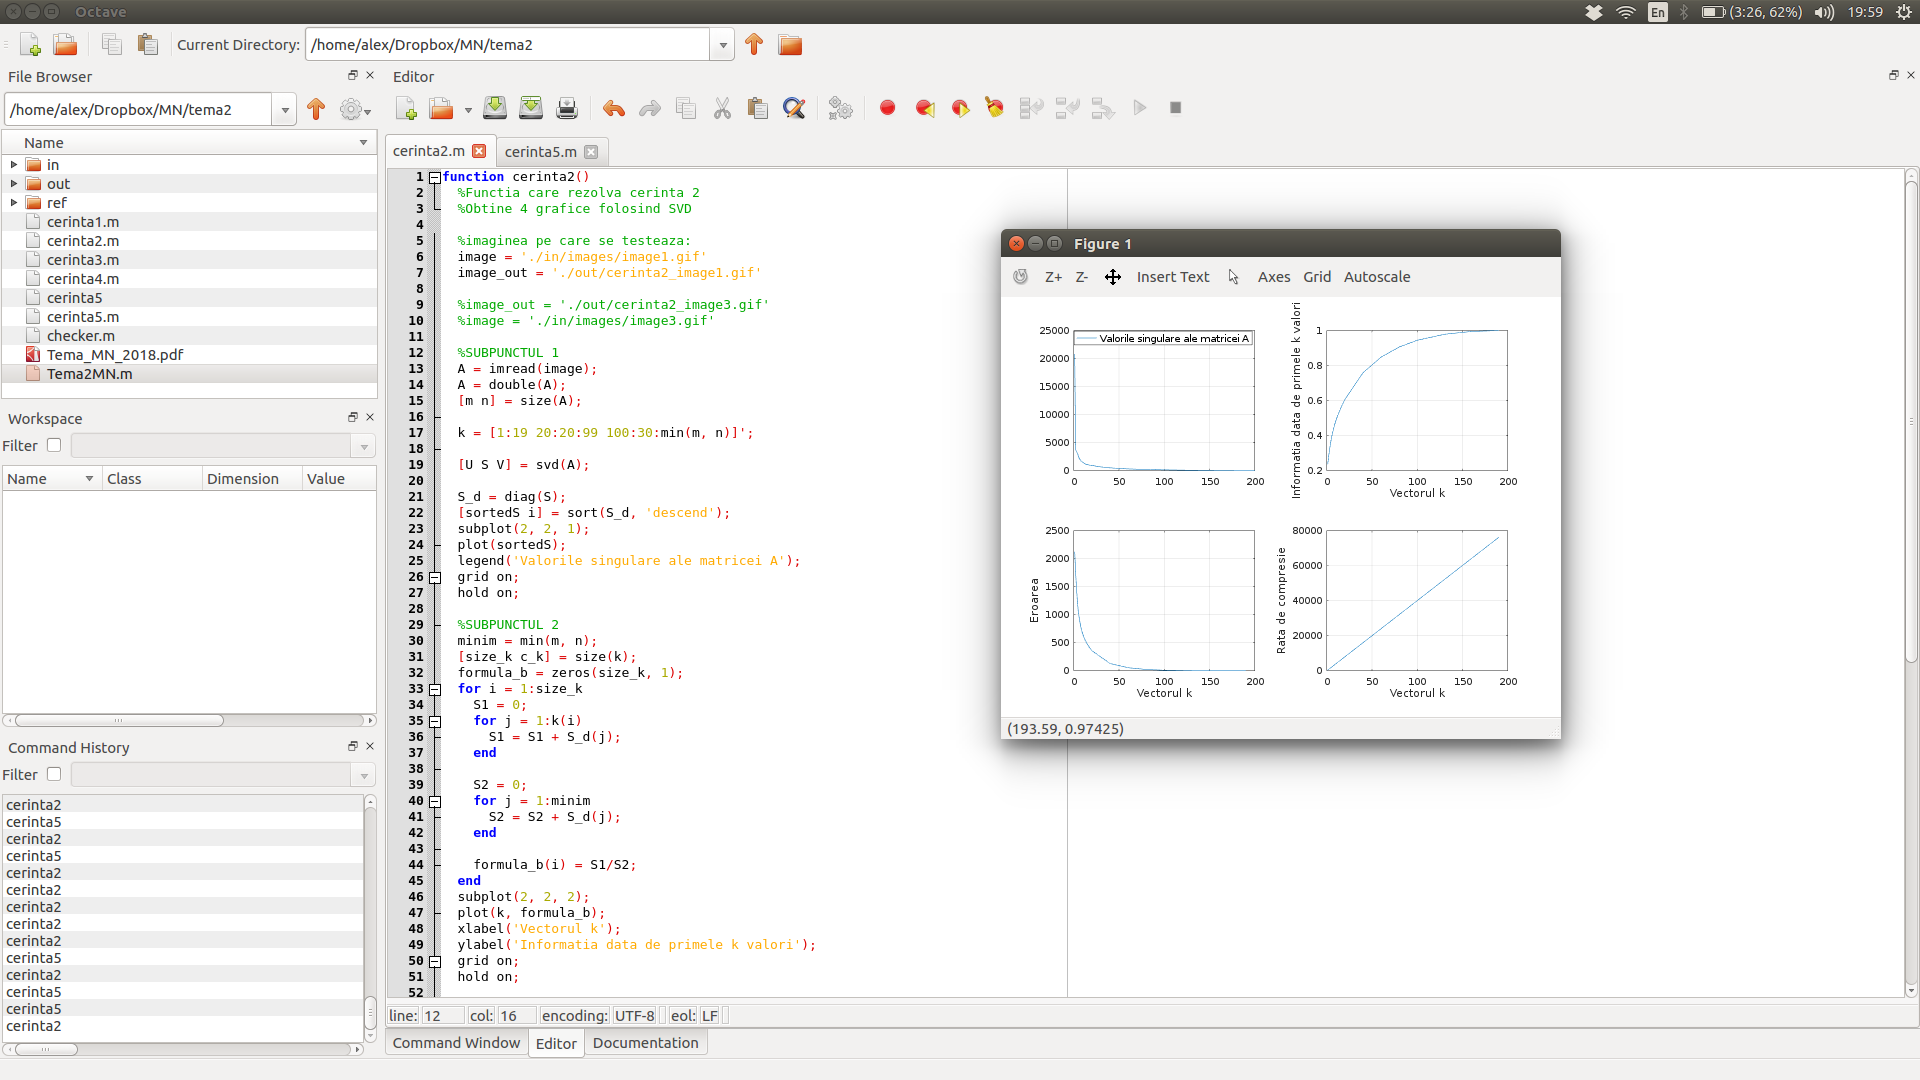 Octave
En
(3:26, 62%)
19:59
Current Directory:
/home/alex/Dropbox/MN/tema2
File Browser
/home/alex/Dropbox/MN/tema2
Name
in
out
ref
cerinta1.m
cerinta2.m
cerinta3.m
cerinta4.m
cerinta5
cerinta5.m
checker.m
Tema_MN_2018.pdf
Tema2MN.m
Workspace
Filter
Name Class Dimension Value
Command History
Filter
cerinta2
cerinta5
cerinta2
cerinta5
cerinta2
cerinta2
cerinta2
cerinta2
cerinta2
cerinta5
cerinta2
cerinta5
cerinta5
cerinta2
Editor
cerinta2.m
cerinta5.m
1 function cerinta2()
2 %Functia care rezolva cerinta 2
3 %Obtine 4 grafice folosind SVD
4
5 %imaginea pe care se testeaza:
6 image = './in/images/image1.gif'
7 image_out = './out/cerinta2_image1.gif'
8
9 %image_out = './out/cerinta2_image3.gif'
10 %image = './in/images/image3.gif'
11
12 %SUBPUNCTUL 1
13 A = imread(image);
14 A = double(A);
15 [m n] = size(A);
16
17 k = [1:19 20:20:99 100:30:min(m, n)]';
18
19 [U S V] = svd(A);
20
21 S_d = diag(S);
22 [sortedS i] = sort(S_d, 'descend');
23 subplot(2, 2, 1);
24 plot(sortedS);
25 legend('Valorile singulare ale matricei A');
26 grid on;
27 hold on;
28
29 %SUBPUNCTUL 2
30 minim = min(m, n);
31 [size_k c_k] = size(k);
32 formula_b = zeros(size_k, 1);
33 for i = 1:size_k
34 S1 = 0;
35 for j = 1:k(i)
36 S1 = S1 + S_d(j);
37 end
38
39 S2 = 0;
40 for j = 1:minim
41 S2 = S2 + S_d(j);
42 end
43
44 formula_b(i) = S1/S2;
45 end
46 subplot(2, 2, 2);
47 plot(k, formula_b);
48 xlabel('Vectorul k');
49 ylabel('Informatia data de primele k valori');
50 grid on;
51 hold on;
52
line: 12 col: 16 encoding: UTF-8 eol: LF
Command Window Editor Documentation
Figure 1
Z+ Z- Insert Text Axes Grid Autoscale
25000
20000
15000
10000
5000
0
0 50 100 150 200
Valorile singulare ale matricei A
Informatia data de primele k valori
1
0.8
0.6
0.4
0.2
0 50 100 150 200
Vectorul k
Eroarea
2500
2000
1500
1000
500
0
0 50 100 150 200
Vectorul k
Rata de compresie
80000
60000
40000
20000
0
0 50 100 150 200
Vectorul k
(193.59, 0.97425)